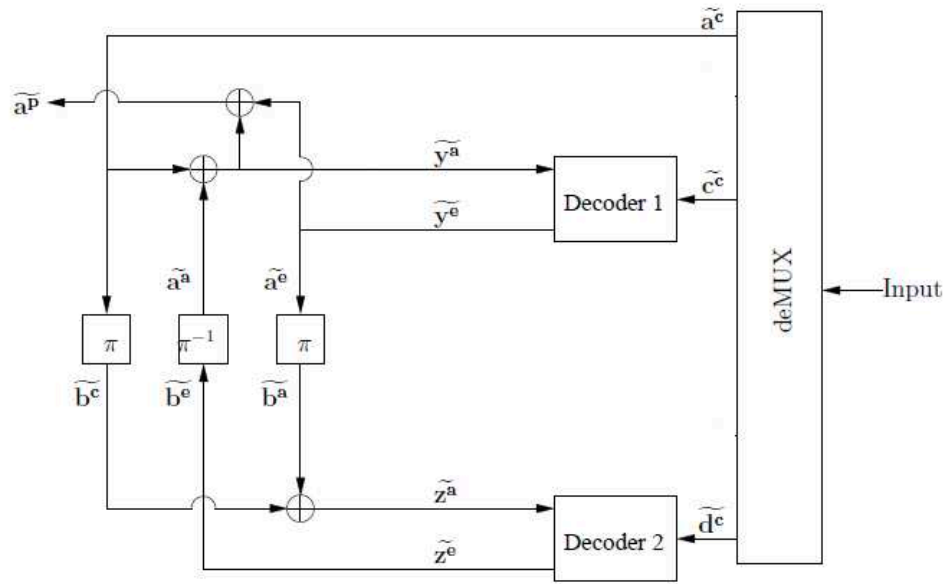 ãᶜ
ãᵖ
ỹᵃ
c̃ᶜ
Decoder 1
ỹᵉ
ãᵃ
ãᵉ
deMUX
Input
π
π⁻¹
π
b̃ᶜ
b̃ᵉ
b̃ᵃ
z̃ᵃ
d̃ᶜ
Decoder 2
z̃ᵉ